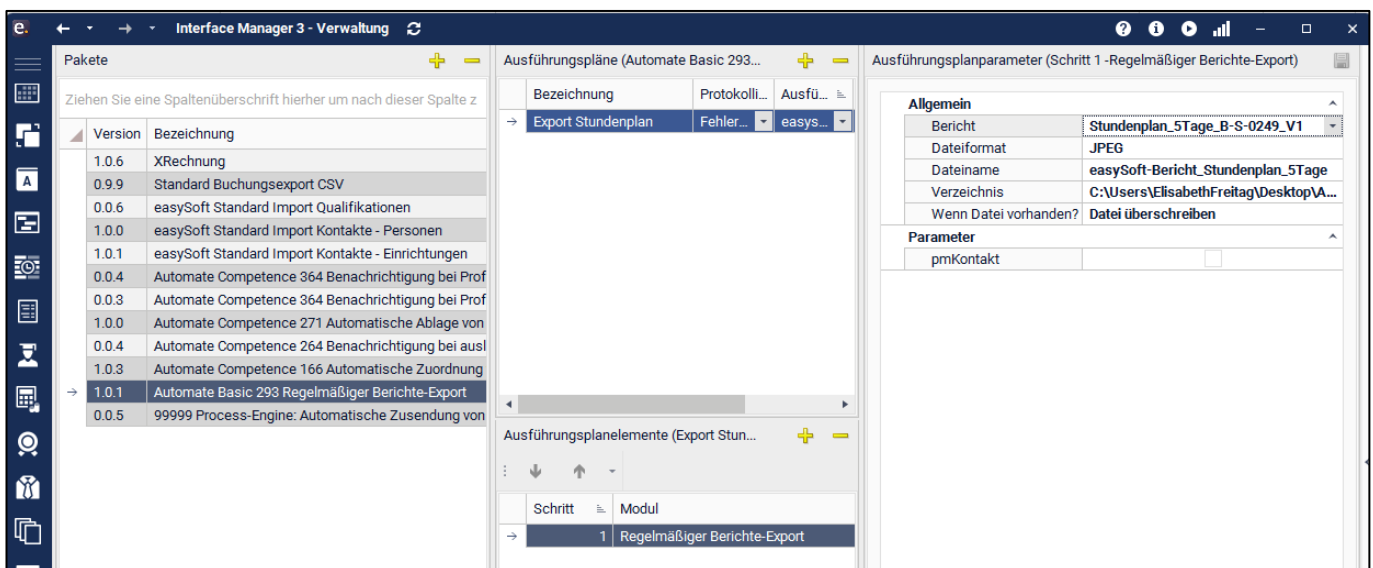 e.
Interface Manager 3 - Verwaltung
Pakete
Ziehen Sie eine Spaltenüberschrift hierher um nach dieser Spalte z
Version Bezeichnung
1.0.6 XRechnung
0.9.9 Standard Buchungsexport CSV
0.0.6 easySoft Standard Import Qualifikationen
1.0.0 easySoft Standard Import Kontakte - Personen
1.0.1 easySoft Standard Import Kontakte - Einrichtungen
0.0.4 Automate Competence 364 Benachrichtigung bei Prof
0.0.3 Automate Competence 364 Benachrichtigung bei Prof
1.0.0 Automate Competence 271 Automatische Ablage von
0.0.4 Automate Competence 264 Benachrichtigung bei ausl
1.0.3 Automate Competence 166 Automatische Zuordnung
1.0.1 Automate Basic 293 Regelmäßiger Berichte-Export
0.0.5 99999 Process-Engine: Automatische Zusendung von
Ausführungspläne (Automate Basic 293...
Bezeichnung Protokolli... Ausfü...
Export Stundenplan Fehler... easys...
Ausführungsplanelemente (Export Stun...
Schritt Modul
1 Regelmäßiger Berichte-Export
Ausführungsplanparameter (Schritt 1 -Regelmäßiger Berichte-Export)
Allgemein
Bericht Stundenplan_5Tage_B-S-0249_V1
Dateiformat JPEG
Dateiname easySoft-Bericht_Stundenplan_5Tage
Verzeichnis C:\Users\ElisabethFreitag\Desktop\A...
Wenn Datei vorhanden? Datei überschreiben
Parameter
pmKontakt